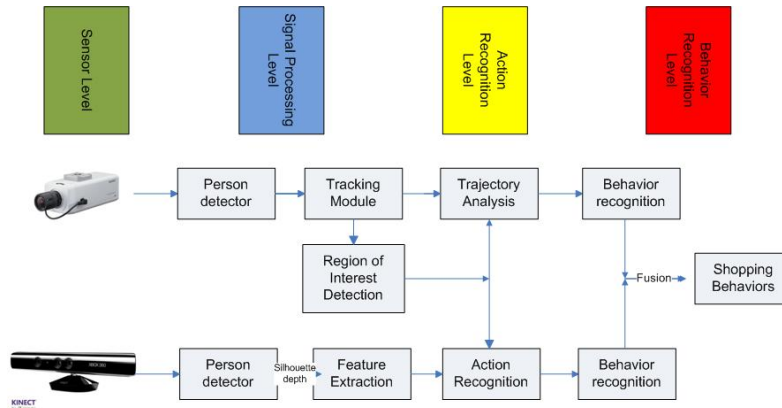 Sensor Level
Signal Processing
Level
Action
Recognition
Level
Behavior
Recognition
Level
Person
detector
Tracking
Module
Trajectory
Analysis
Behavior
recognition
Region of
Interest
Detection
Fusion
Shopping
Behaviors
Person
detector
Silhouette
depth
Feature
Extraction
Action
Recognition
Behavior
recognition
KINECT